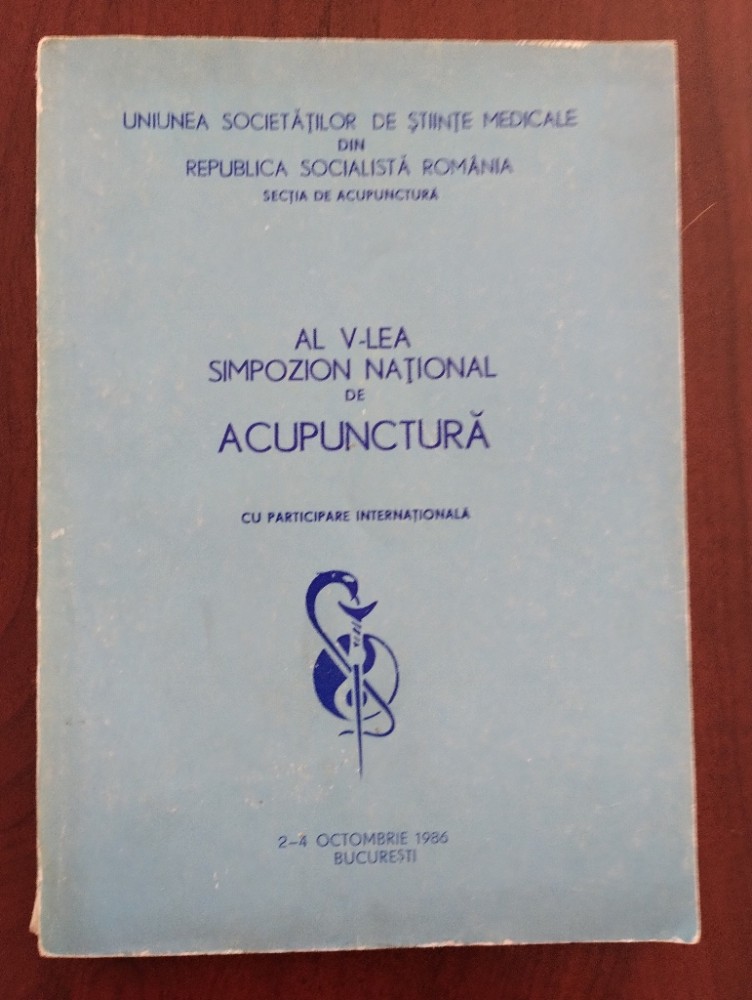 UNIUNEA SOCIETĂȚILOR DE ȘTIINȚE MEDICALE
DIN
REPUBLICA SOCIALISTĂ ROMÂNIA
SECȚIA DE ACUPUNCTURĂ
AL V-LEA
SIMPOZION NAȚIONAL
DE
ACUPUNCTURĂ
CU PARTICIPARE INTERNAȚIONALĂ
2-4 OCTOMBRIE 1986
BUCUREȘTI